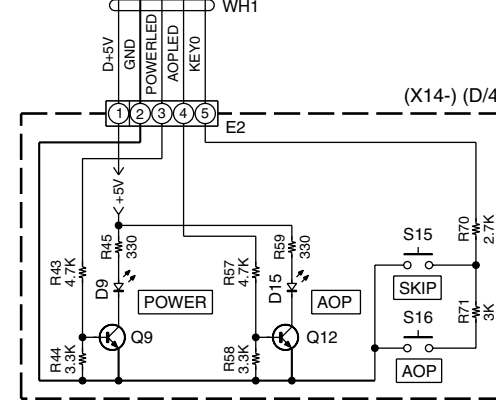 WH1
D+5V
GND
POWERLED
AOPLED
KEY0
(X14-) (D/4
1 2 3 4 5
E2
+5V
R43
4.7K
R45
330
D9
POWER
Q9
R44
3.3K
R57
4.7K
R59
330
D15
AOP
Q12
R58
3.3K
S15
SKIP
S16
AOP
R70
2.7K
R71
3K